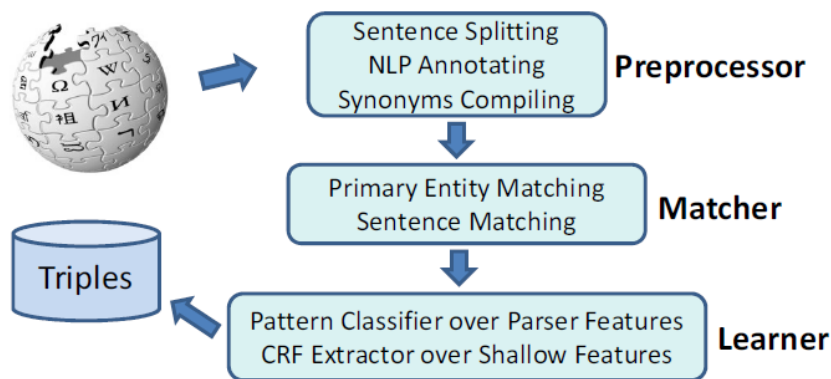 Sentence Splitting
NLP Annotating
Synonyms Compiling
Preprocessor
Primary Entity Matching
Sentence Matching
Matcher
Triples
Pattern Classifier over Parser Features
CRF Extractor over Shallow Features
Learner
Ω
W
И
祖